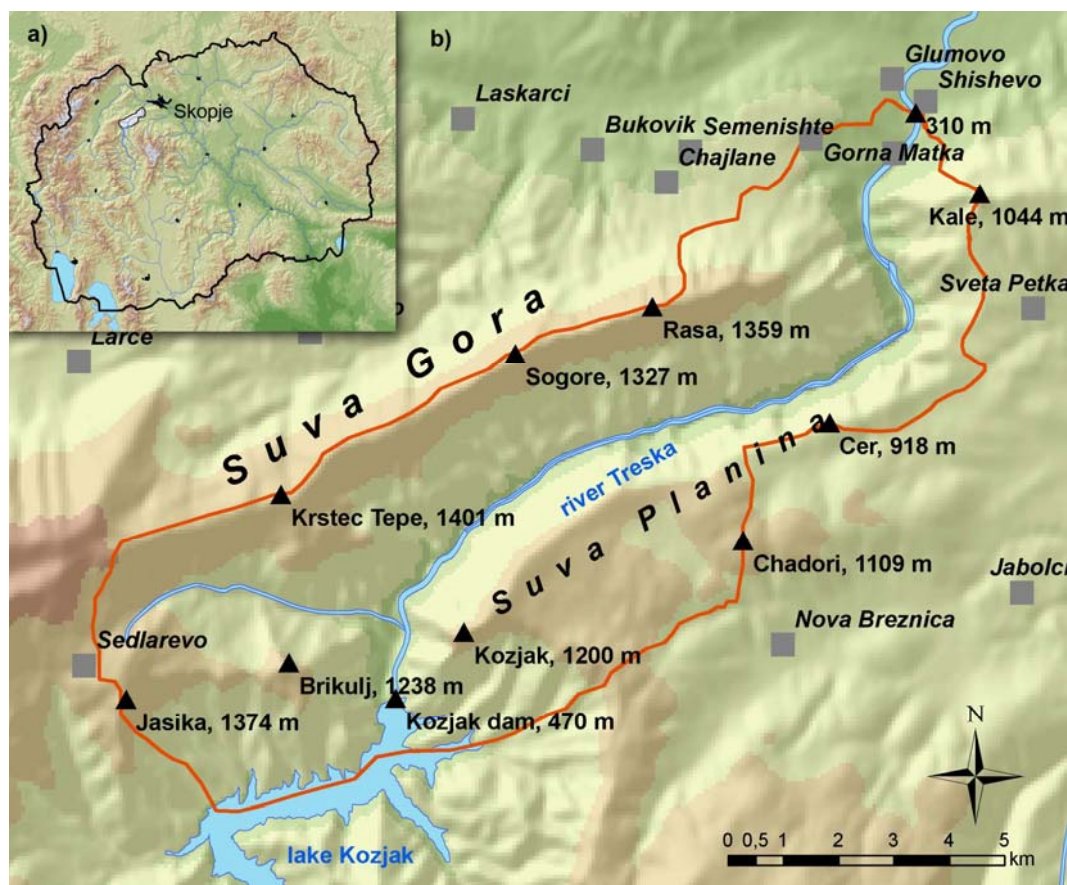 a)
Skopje
b)
Glumovo
Shishevo
Laskarci
310 m
Bukovik
Semenishte
Chajlane
Gorna Matka
Kale, 1044 m
Sveta Petka
Rasa, 1359 m
Larce
Sogore, 1327 m
Suva Gora
Cer, 918 m
river Treska
Suva Planina
Krstec Tepe, 1401 m
Chadori, 1109 m
Jabolci
Nova Breznica
Sedlarevo
Kozjak, 1200 m
Brikulj, 1238 m
Jasika, 1374 m
Kozjak dam, 470 m
N
0 0,5 1 2 3 4 5
km
lake Kozjak